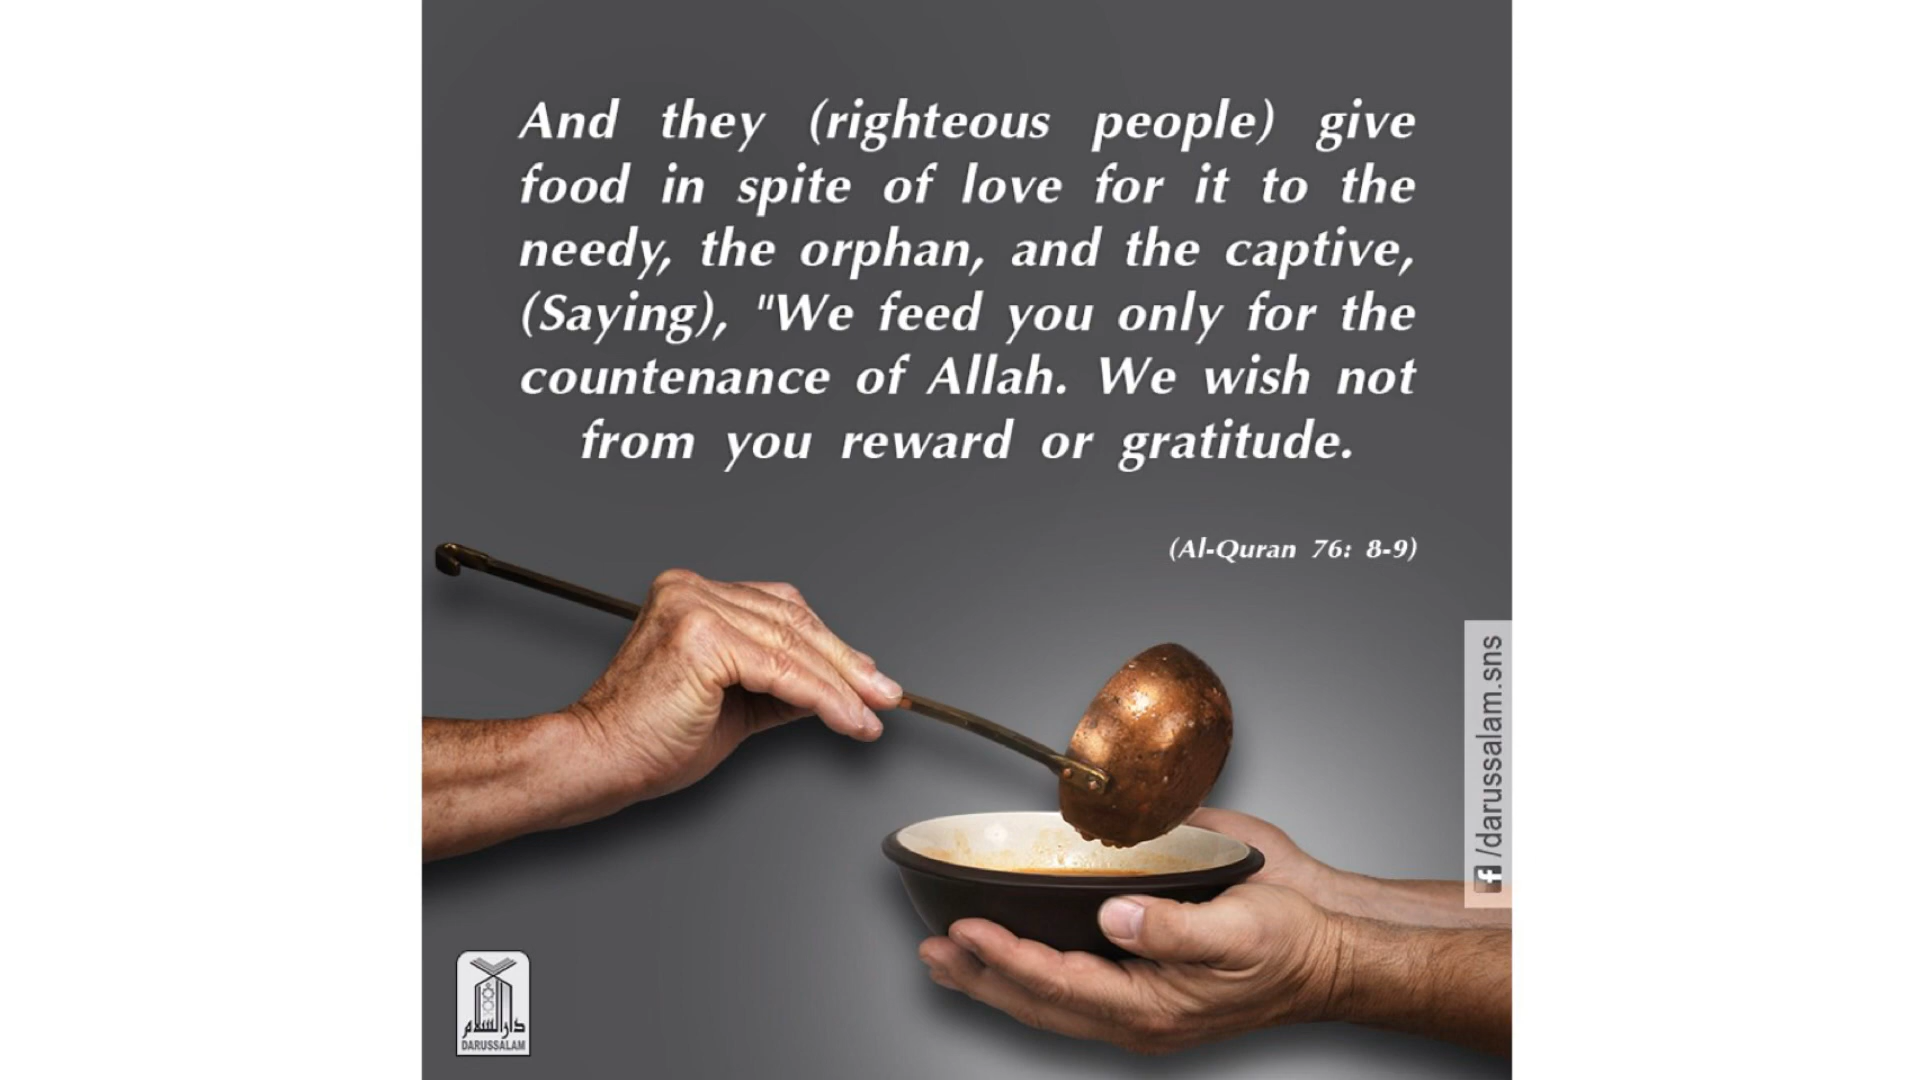 And they (righteous people) give
food in spite of love for it to the
needy, the orphan, and the captive,
(Saying), "We feed you only for the
countenance of Allah. We wish not
from you reward or gratitude.
(Al-Quran 76: 8-9)
f /darussalam.sns
دارالسلام
DARUSSALAM